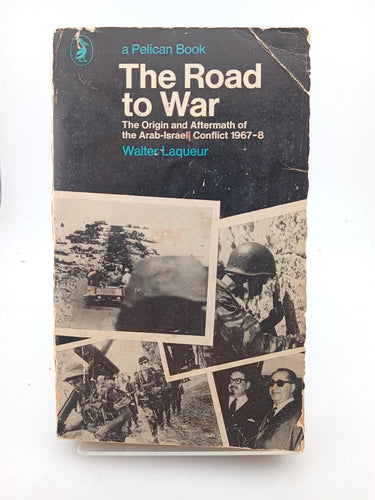 a Pelican Book
The Road
to War
The Origin and Aftermath of
the Arab-Israeli Conflict 1967-8
Walter Laqueur